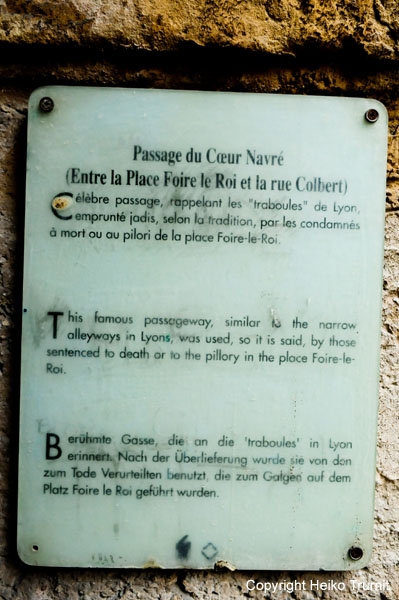 Passage du Cœur Navré
(Entre la Place Foire le Roi et la rue Colbert)
Célèbre passage, rappelant les "traboules" de Lyon,
emprunté jadis, selon la tradition, par les condamnés
à mort ou au pilori de la place Foire-le-Roi.
This famous passageway, similar to the narrow
alleyways in Lyons, was used, so it is said, by those
sentenced to death or to the pillory in the place Foire-le-
Roi.
Berühmte Gasse, die an die 'traboules' in Lyon
erinnert. Nach der Überlieferung wurde sie von den
zum Tode Verurteilten benutzt, die zum Galgen auf dem
Platz Foire le Roi geführt wurden.
Copyright Heiko Trumit